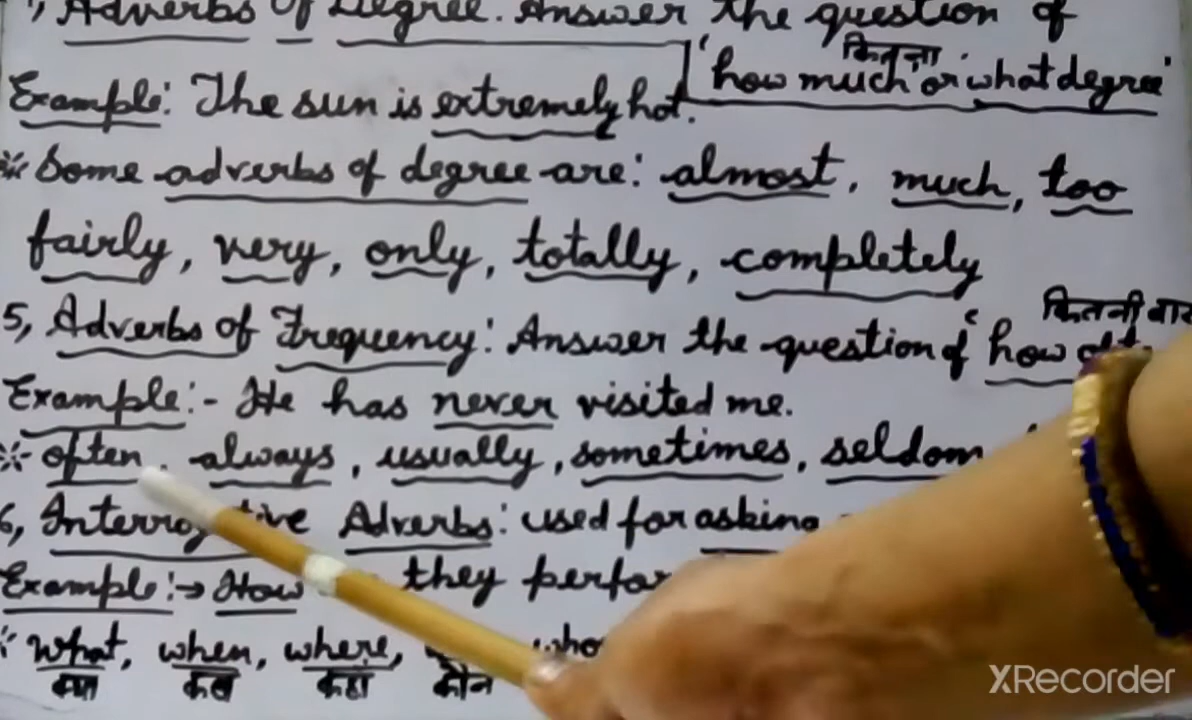 Adverbs of Degree. Answer the question of
कितना
'how much' or 'what degree'
Example: The sun is extremely hot.
* Some adverbs of degree are: almost, much, too
fairly, very, only, totally, completely
कितनी बार
5, Adverbs of Frequency: Answer the question of 'how
Example:- He has never visited me.
* often, always, usually, sometimes, seldom
6, Interrogative Adverbs: used for asking
Example:→ How they
* What, when, where,
क्या कब कहाँ कौन
XRecorder